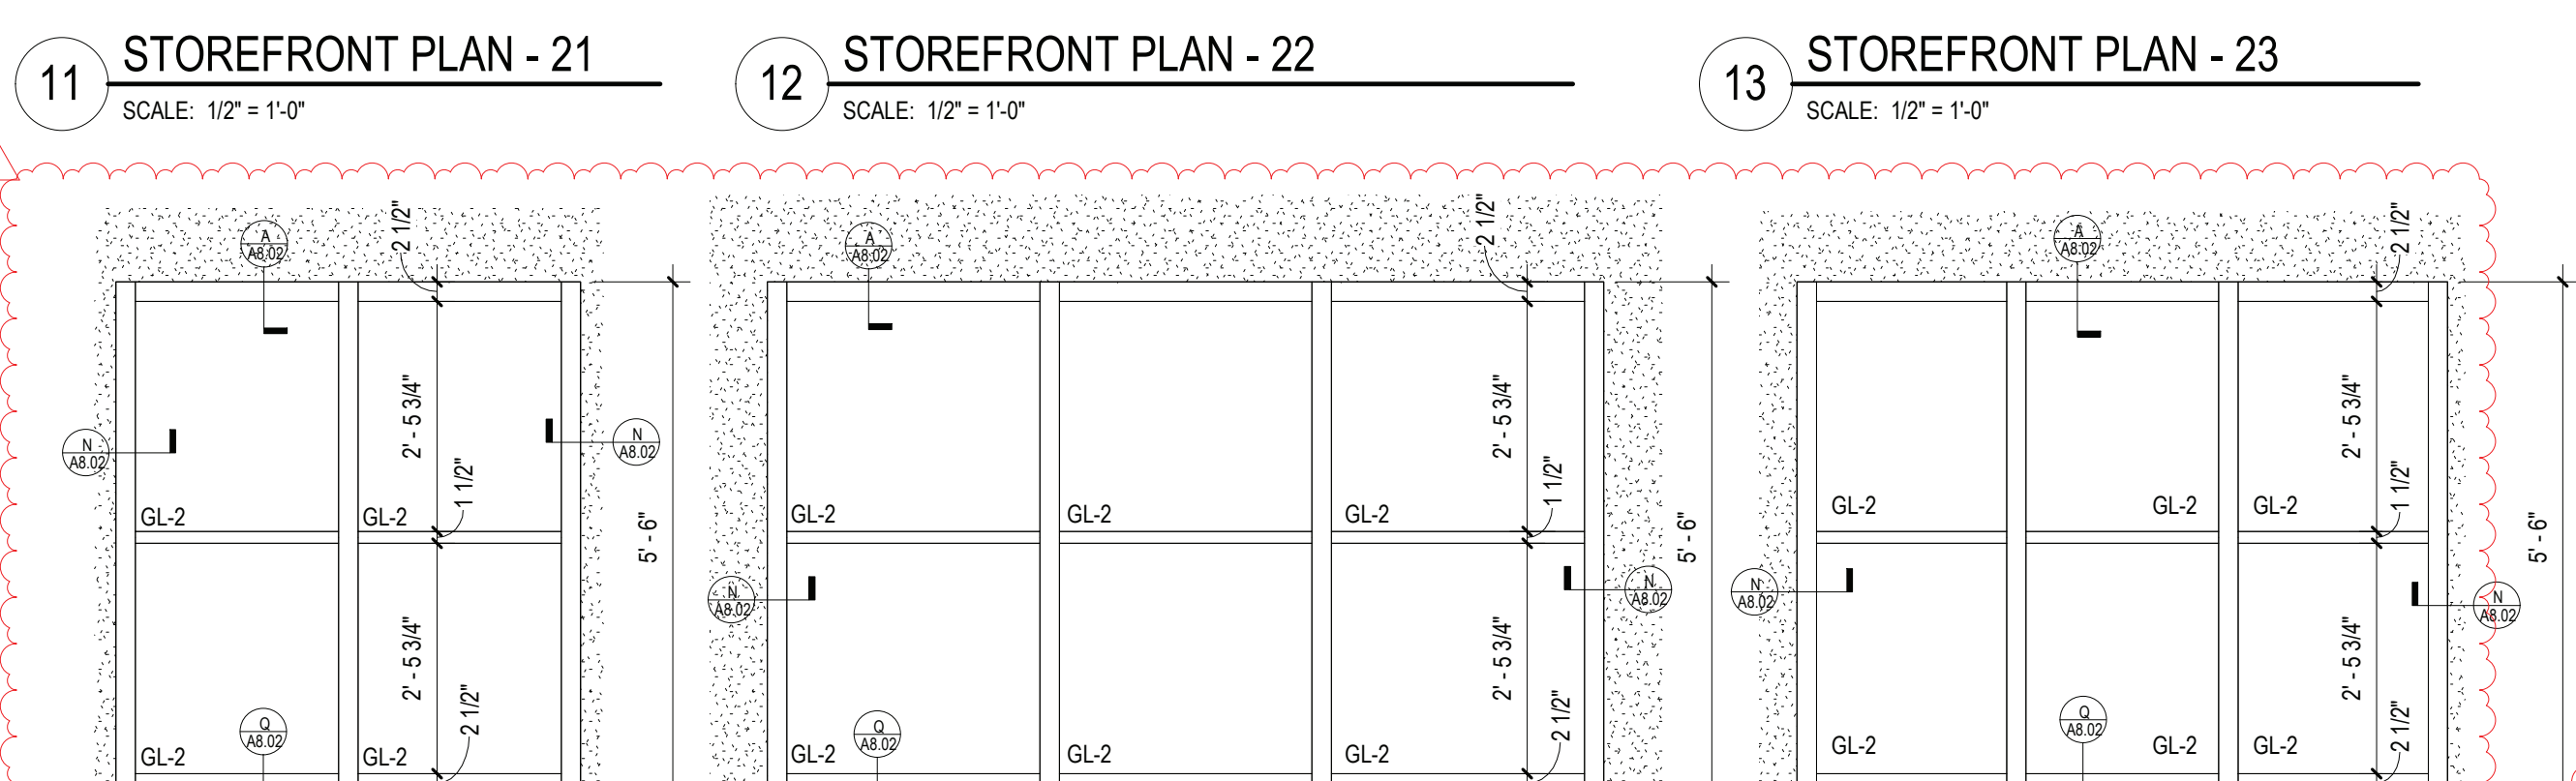 11 STOREFRONT PLAN - 21
SCALE: 1/2" = 1'-0"
12 STOREFRONT PLAN - 22
SCALE: 1/2" = 1'-0"
13 STOREFRONT PLAN - 23
SCALE: 1/2" = 1'-0"
A
A8.02
2 1/2"
N
A8.02
2' - 5 3/4"
N
A8.02
1 1/2"
GL-2
GL-2
5' - 6"
2' - 5 3/4"
Q
A8.02
2 1/2"
GL-2
GL-2
A
A8.02
2 1/2"
2' - 5 3/4"
1 1/2"
GL-2
GL-2
GL-2
5' - 6"
N
A8.02
N
A8.02
2' - 5 3/4"
Q
A8.02
2 1/2"
GL-2
GL-2
GL-2
A
A8.02
2 1/2"
2' - 5 3/4"
1 1/2"
GL-2
GL-2
GL-2
5' - 6"
N
A8.02
N
A8.02
2' - 5 3/4"
Q
A8.02
2 1/2"
GL-2
GL-2
GL-2